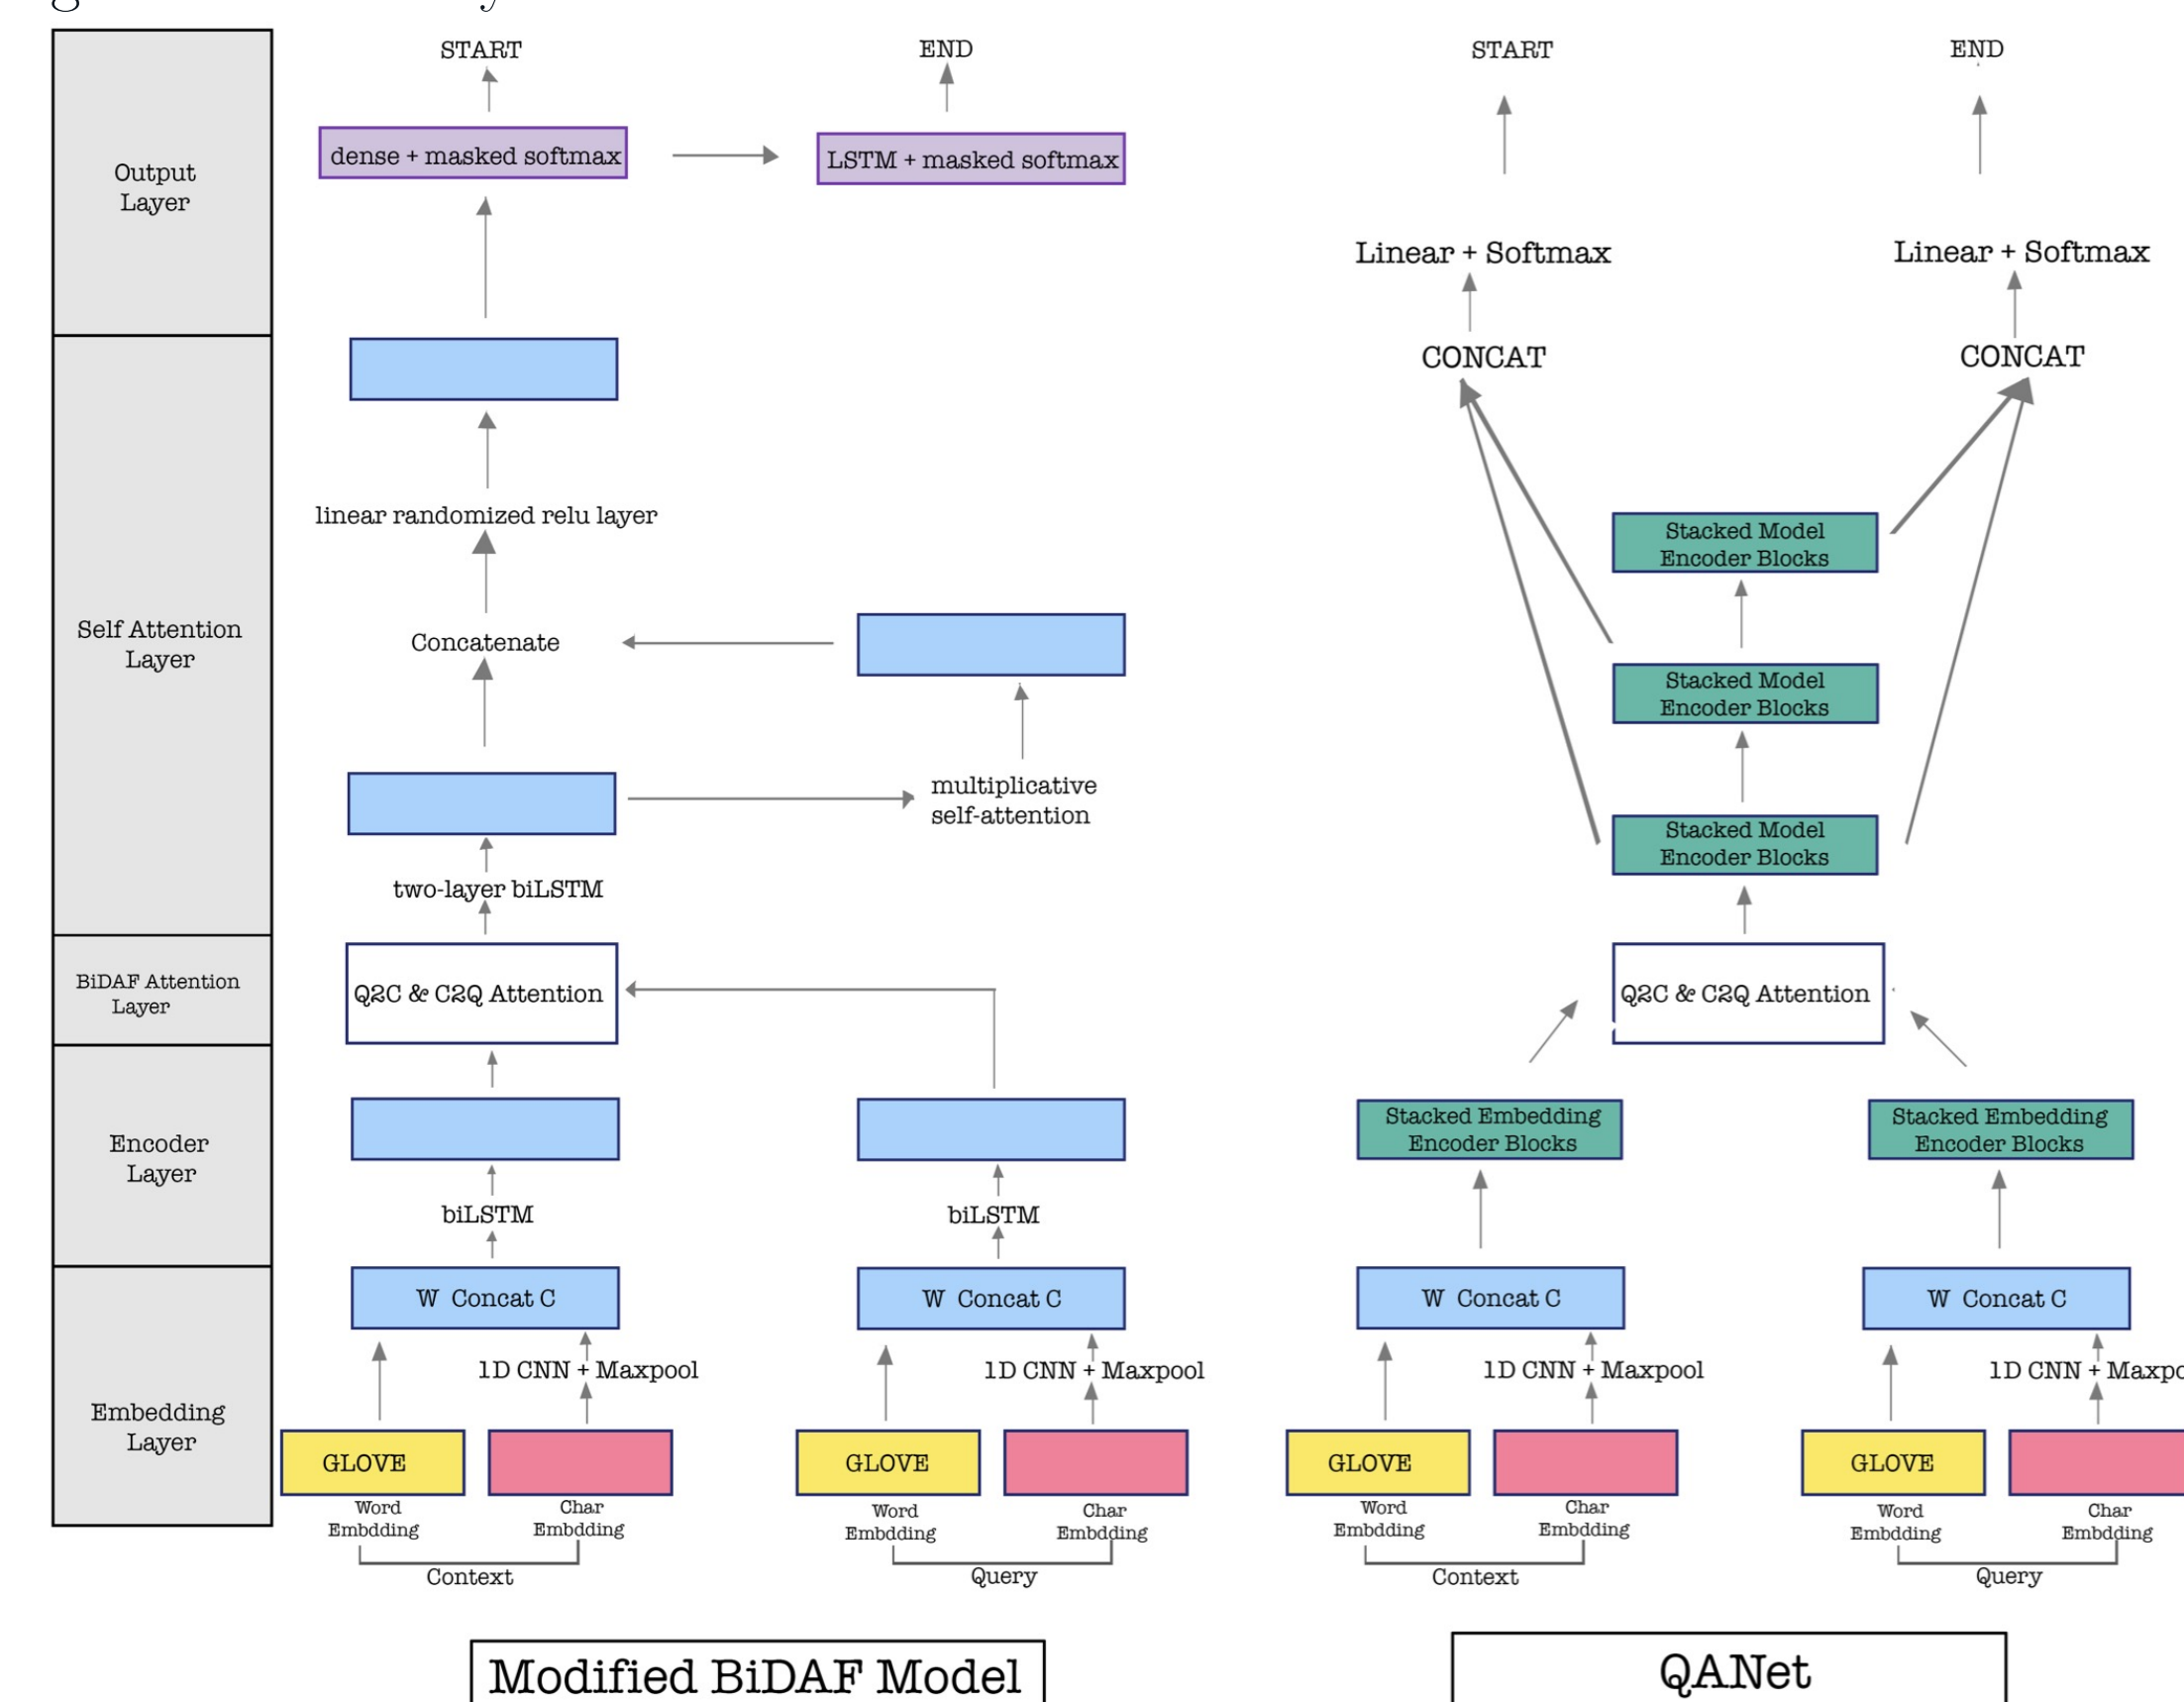 START
END
START
END
Output
Layer
dense + masked softmax
LSTM + masked softmax
Linear + Softmax
Linear + Softmax
CONCAT
CONCAT
Self Attention
Layer
linear randomized relu layer
Concatenate
multiplicative
self-attention
two-layer biLSTM
Stacked Model
Encoder Blocks
Stacked Model
Encoder Blocks
Stacked Model
Encoder Blocks
BiDAF Attention
Layer
Q2C & C2Q Attention
Q2C & C2Q Attention
Encoder
Layer
biLSTM
biLSTM
Stacked Embedding
Encoder Blocks
Stacked Embedding
Encoder Blocks
Embedding
Layer
W Concat C
W Concat C
W Concat C
W Concat C
1D CNN + Maxpool
1D CNN + Maxpool
1D CNN + Maxpool
1D CNN + Maxpo
GLOVE
GLOVE
GLOVE
GLOVE
Word
Embdding
Char
Embdding
Word
Embdding
Char
Embdding
Word
Embdding
Char
Embdding
Word
Embdding
Char
Embdding
Context
Query
Context
Query
Modified BiDAF Model
QANet